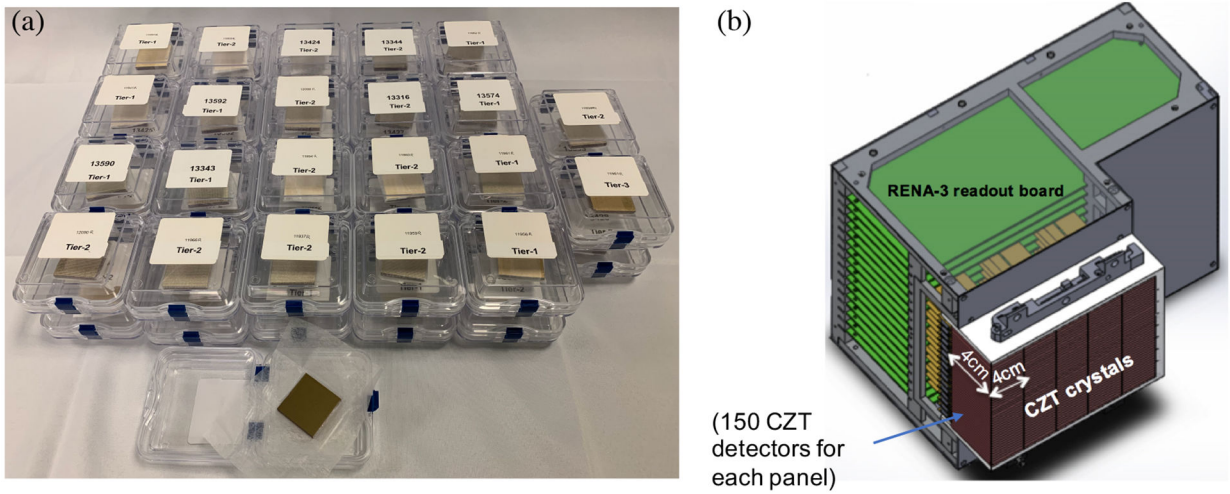 (a)
Tier-1
Tier-2
13424
Tier-2
13344
Tier-2
Tier-1
Tier-1
13592
Tier-1
Tier-2
13316
Tier-2
13574
Tier-1
Tier-2
13590
Tier-1
13343
Tier-1
Tier-2
Tier-2
Tier-1
Tier-3
Tier-2
Tier-2
Tier-2
Tier-2
Tier-1
(b)
RENA-3 readout board
4cm
4cm
CZT crystals
(150 CZT
detectors for
each panel)